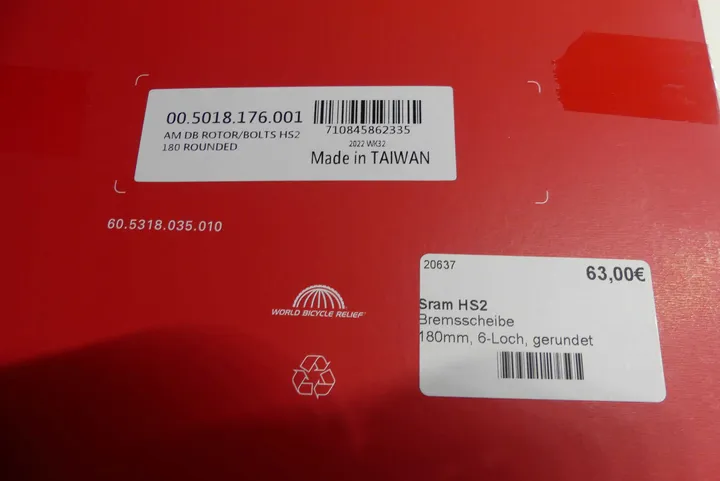 00.5018.176.001
AM DB ROTOR/BOLTS HS2
180 ROUNDED
710845862335
2022 WK32
Made in TAIWAN
60.5318.035.010
WORLD BICYCLE RELIEF
20637
63,00€
Sram HS2
Bremsscheibe
180mm, 6-Loch, gerundet